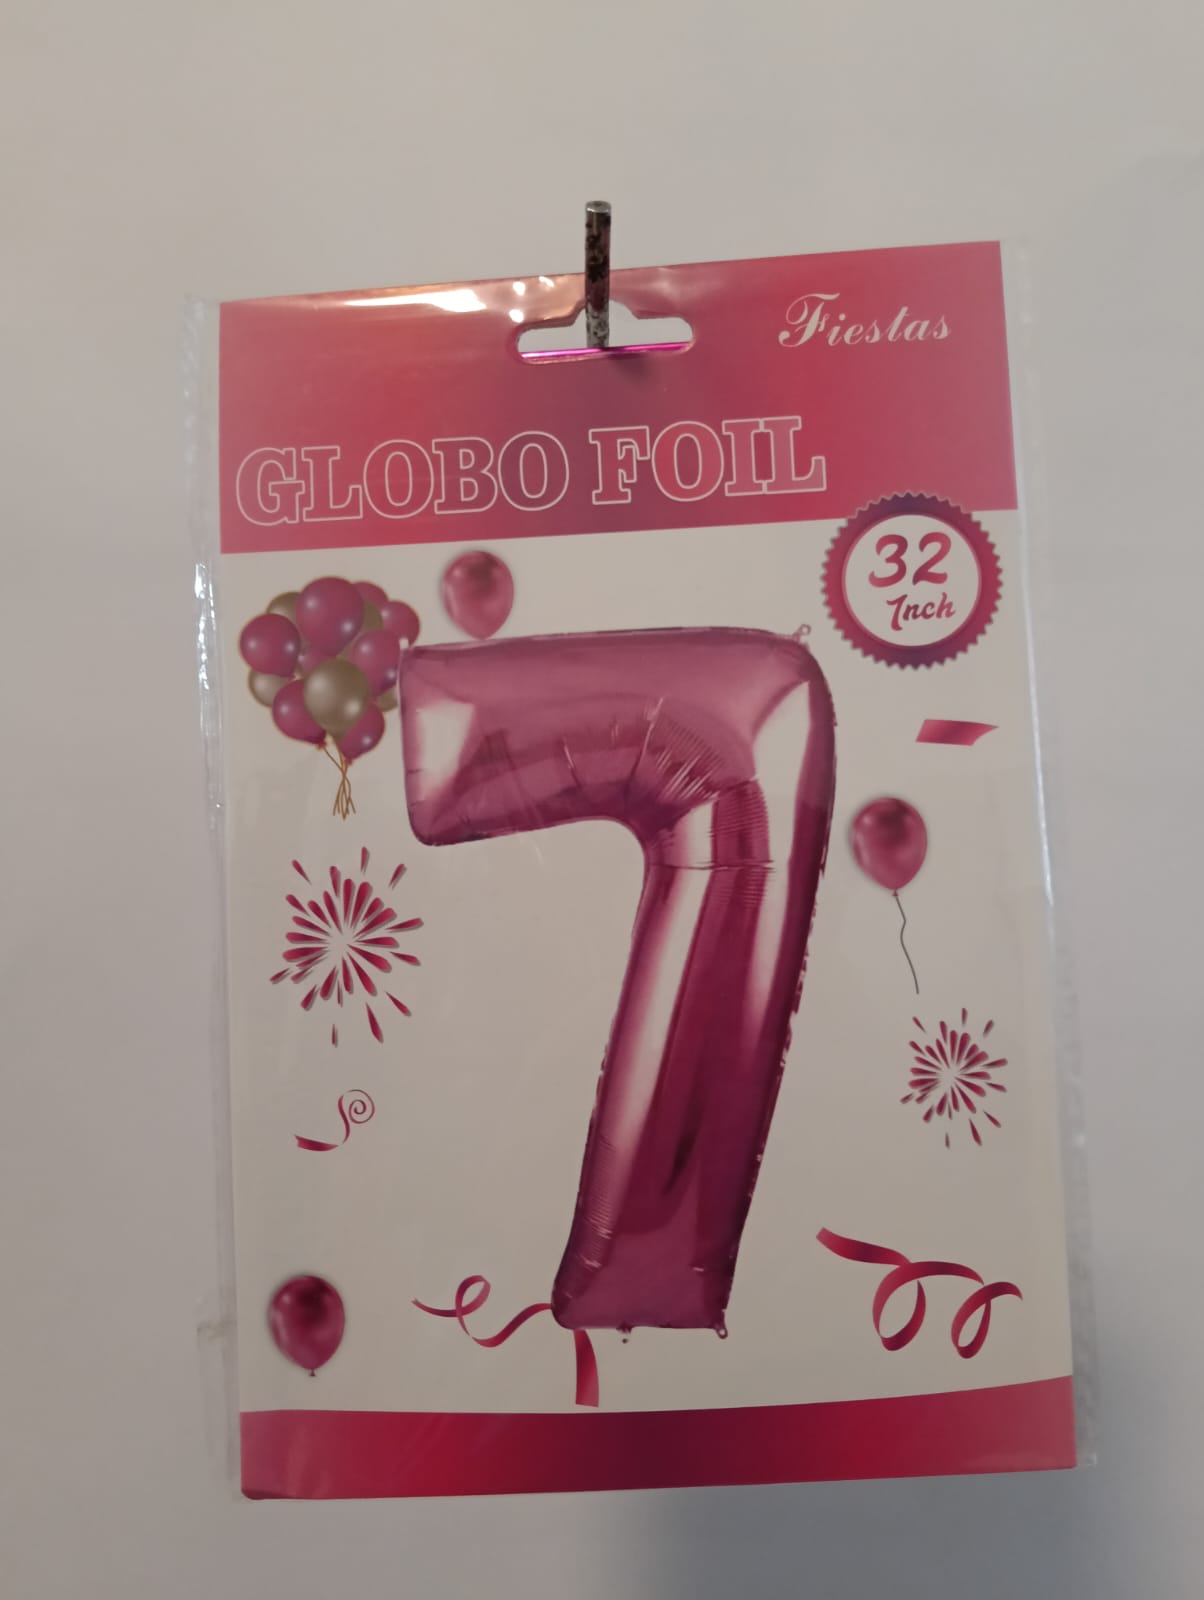 Fiestas
GLOBO FOIL
32
Inch
7